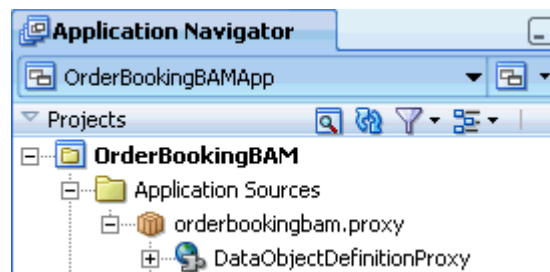 Application Navigator
OrderBookingBAMApp
Projects
OrderBookingBAM
Application Sources
orderbookingbam.proxy
DataObjectDefinitionProxy